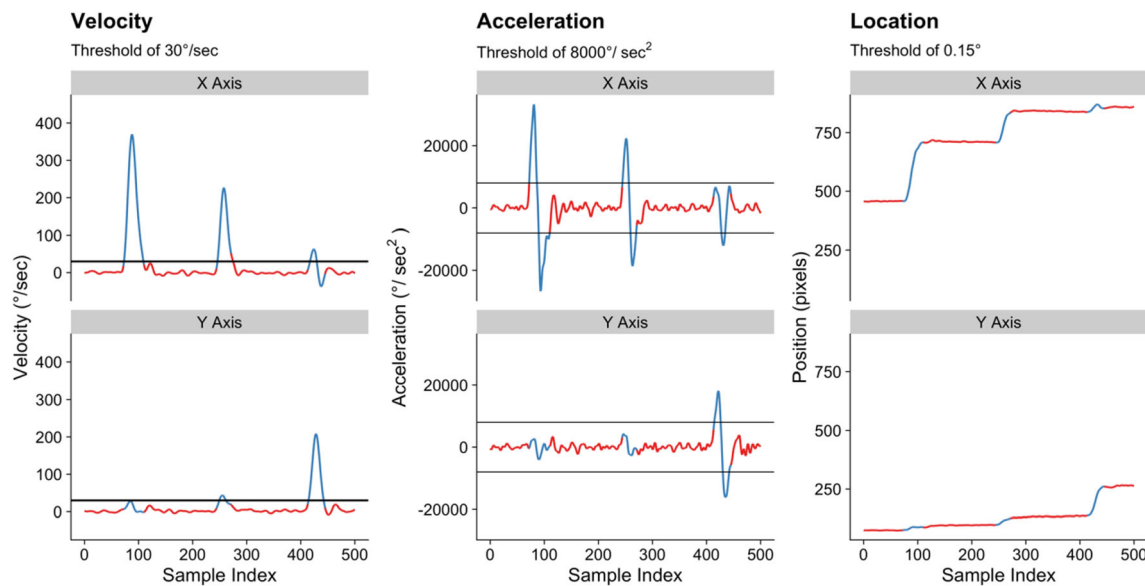 Velocity
Threshold of 30°/sec
X Axis
400
300
200
100
0
Y Axis
400
300
200
100
0
Velocity (°/sec)
0 100 200 300 400 500
Sample Index
Acceleration
Threshold of 8000°/ sec²
X Axis
20000
0
-20000
Y Axis
20000
0
-20000
Acceleration (°/ sec² )
0 100 200 300 400 500
Sample Index
Location
Threshold of 0.15°
X Axis
750
500
250
Y Axis
750
500
250
Position (pixels)
0 100 200 300 400 500
Sample Index